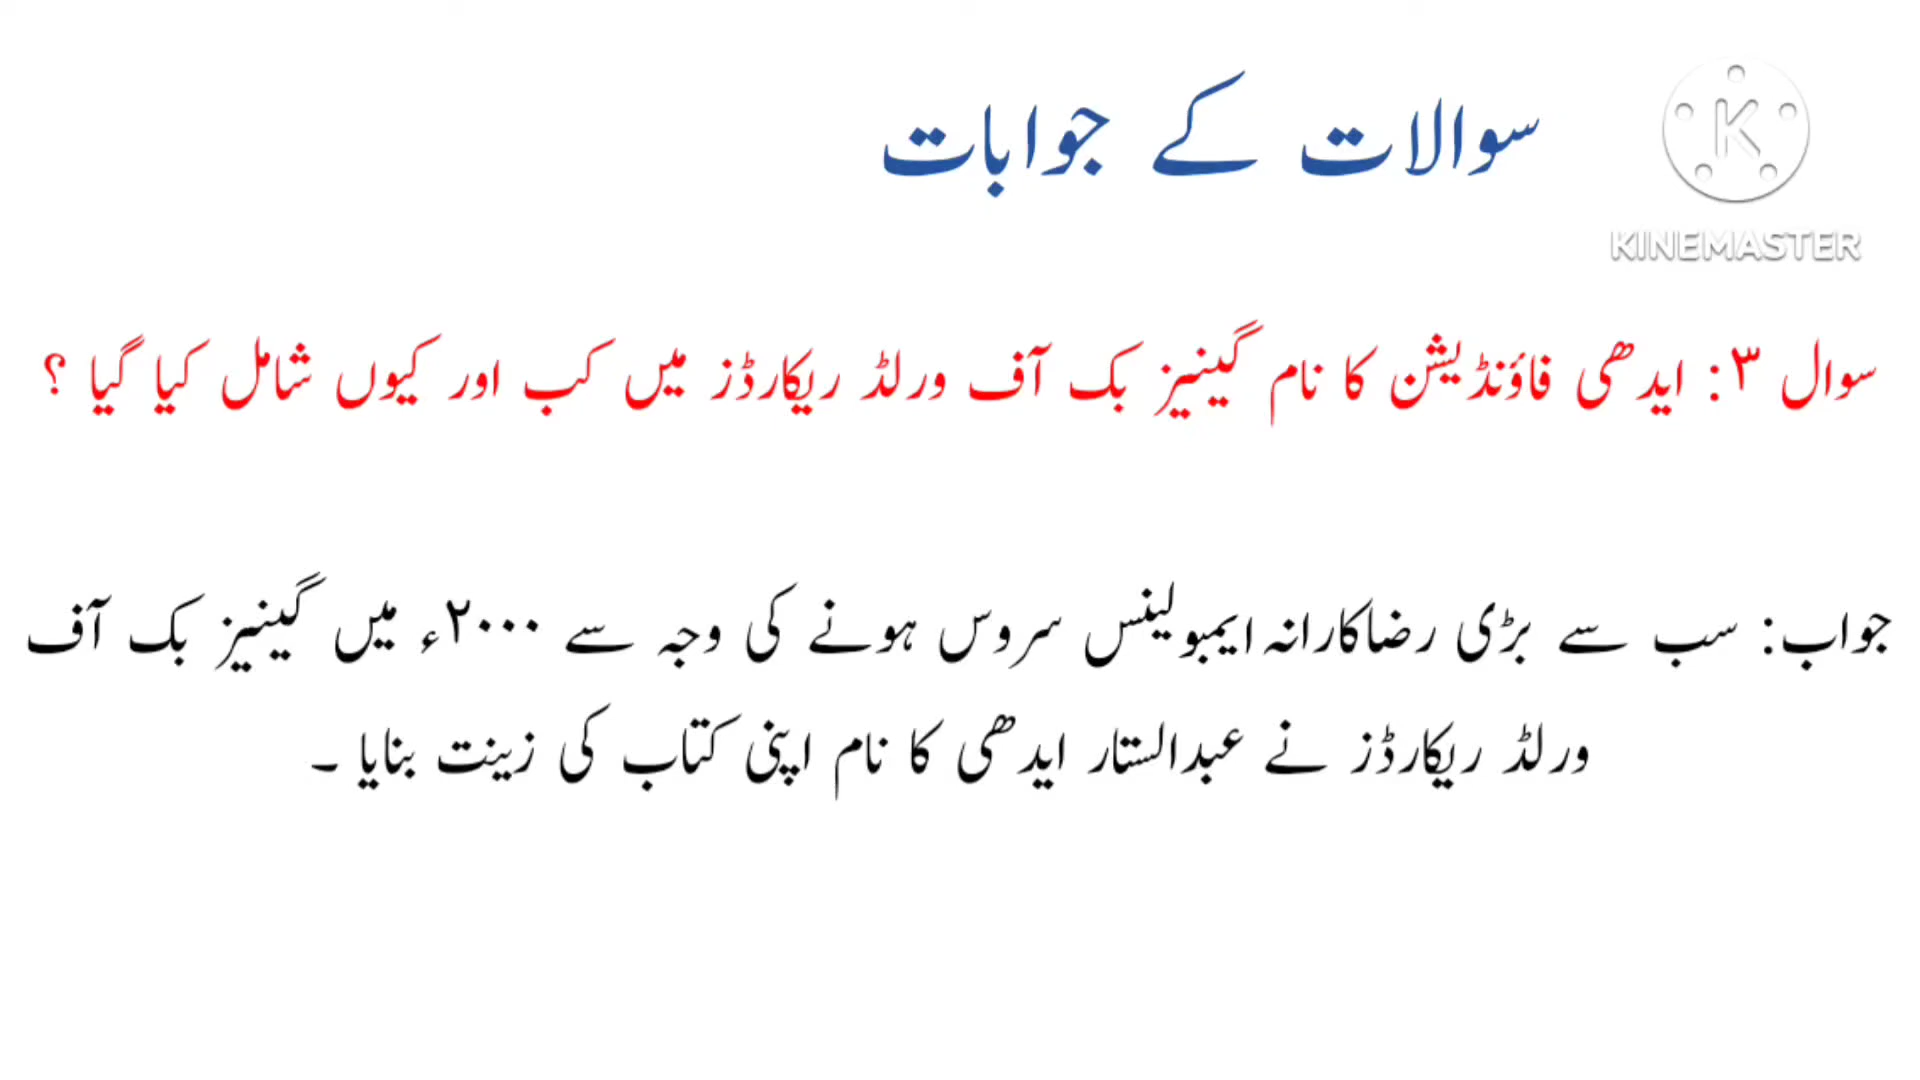 سوالات کے جوابات
K
KINEMASTER
سوال ۳: ایدھی فاؤنڈیشن کا نام گینیز بک آف ورلڈ ریکارڈز میں کب اور کیوں شامل کیا گیا ؟
جواب: سب سے بڑی رضاکارانہ ایمبولینس سروس ہونے کی وجہ سے ۲۰۰۰ء میں گینیز بک آف
ورلڈ ریکارڈز نے عبدالستار ایدھی کا نام اپنی کتاب کی زینت بنایا ۔